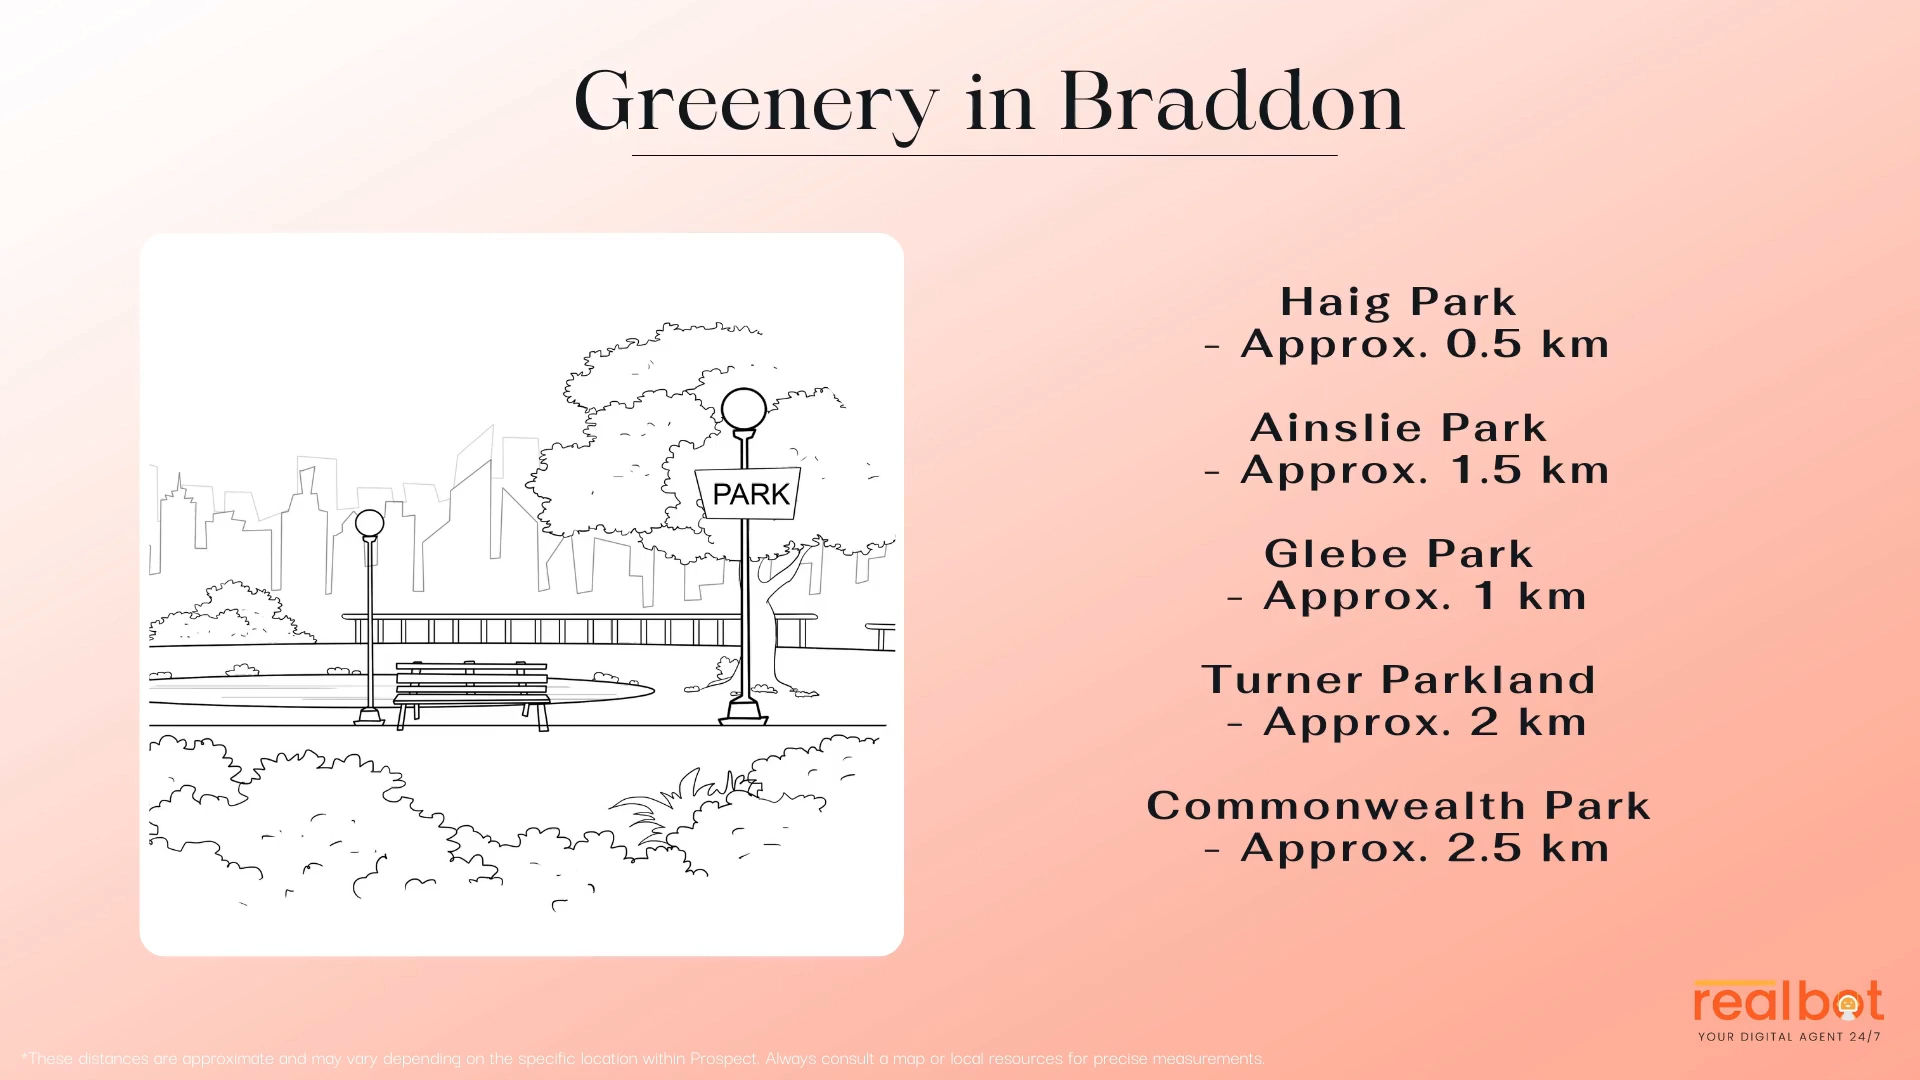 Greenery in Braddon
PARK
Haig Park
- Approx. 0.5 km
Ainslie Park
- Approx. 1.5 km
Glebe Park
- Approx. 1 km
Turner Parkland
- Approx. 2 km
Commonwealth Park
- Approx. 2.5 km
realbot
YOUR DIGITAL AGENT 24/7
*These distances are approximate and may vary depending on the specific location within Prospect. Always consult a map or local resources for precise measurements.